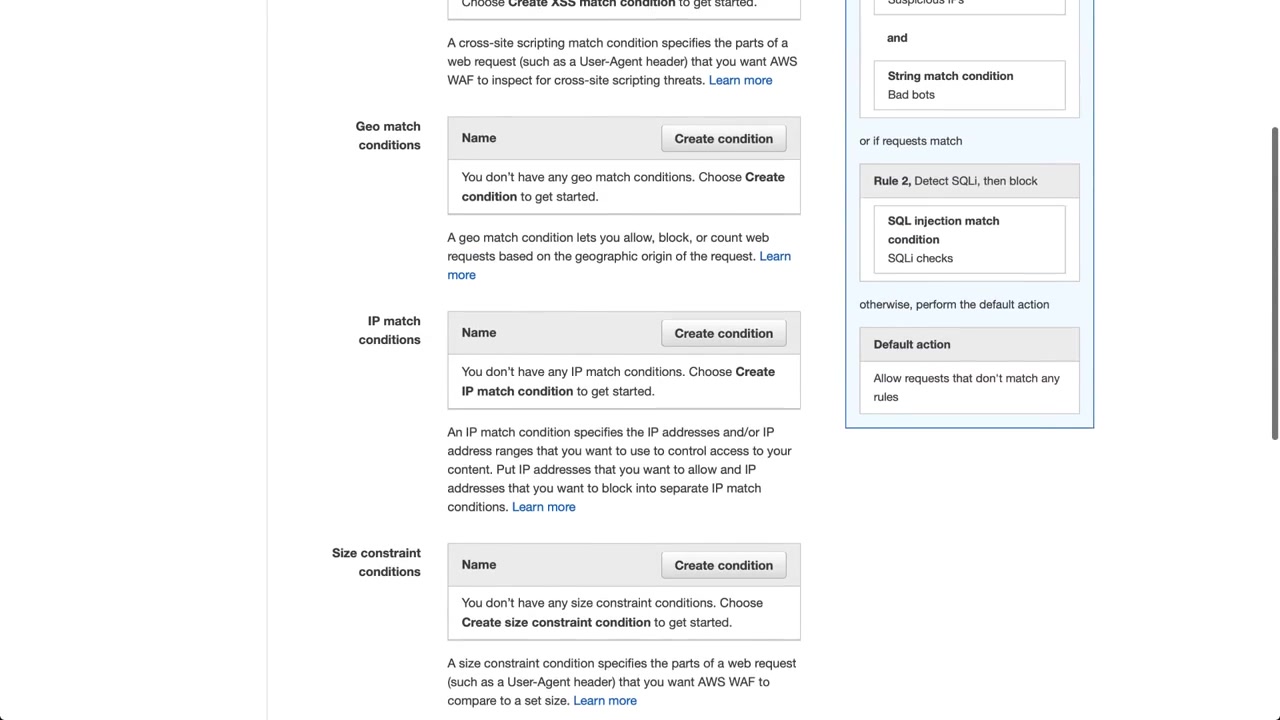 Choose Create XSS match condition to get started.
A cross-site scripting match condition specifies the parts of a
web request (such as a User-Agent header) that you want AWS
WAF to inspect for cross-site scripting threats. Learn more
Geo match
conditions
Name
Create condition
You don't have any geo match conditions. Choose Create
condition to get started.
A geo match condition lets you allow, block, or count web
requests based on the geographic origin of the request. Learn
more
IP match
conditions
Name
Create condition
You don't have any IP match conditions. Choose Create
IP match condition to get started.
An IP match condition specifies the IP addresses and/or IP
address ranges that you want to use to control access to your
content. Put IP addresses that you want to allow and IP
addresses that you want to block into separate IP match
conditions. Learn more
Size constraint
conditions
Name
Create condition
You don't have any size constraint conditions. Choose
Create size constraint condition to get started.
A size constraint condition specifies the parts of a web request
(such as a User-Agent header) that you want AWS WAF to
compare to a set size. Learn more
Suspicious IPs
and
String match condition
Bad bots
or if requests match
Rule 2, Detect SQLi, then block
SQL injection match
condition
SQLi checks
otherwise, perform the default action
Default action
Allow requests that don't match any
rules